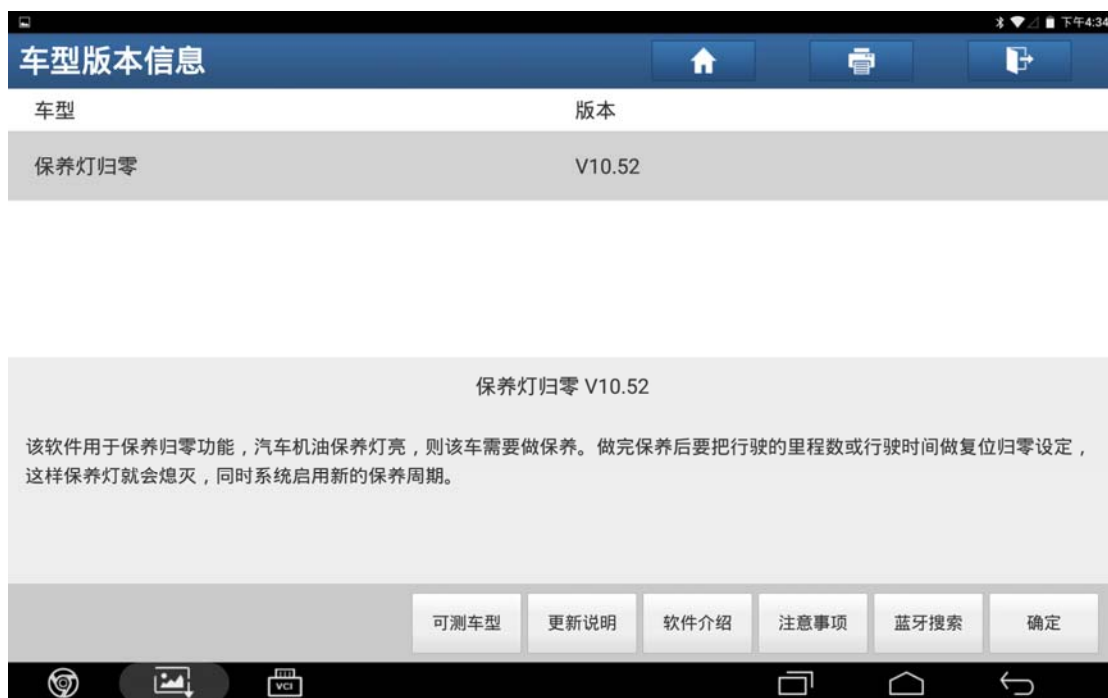 下午4:34
车型版本信息
车型 版本
保养灯归零 V10.52
保养灯归零 V10.52
该软件用于保养归零功能，汽车机油保养灯亮，则该车需要做保养。做完保养后要把行驶的里程数或行驶时间做复位归零设定，
这样保养灯就会熄灭，同时系统启用新的保养周期。
可测车型 更新说明 软件介绍 注意事项 蓝牙搜索 确定
VCI